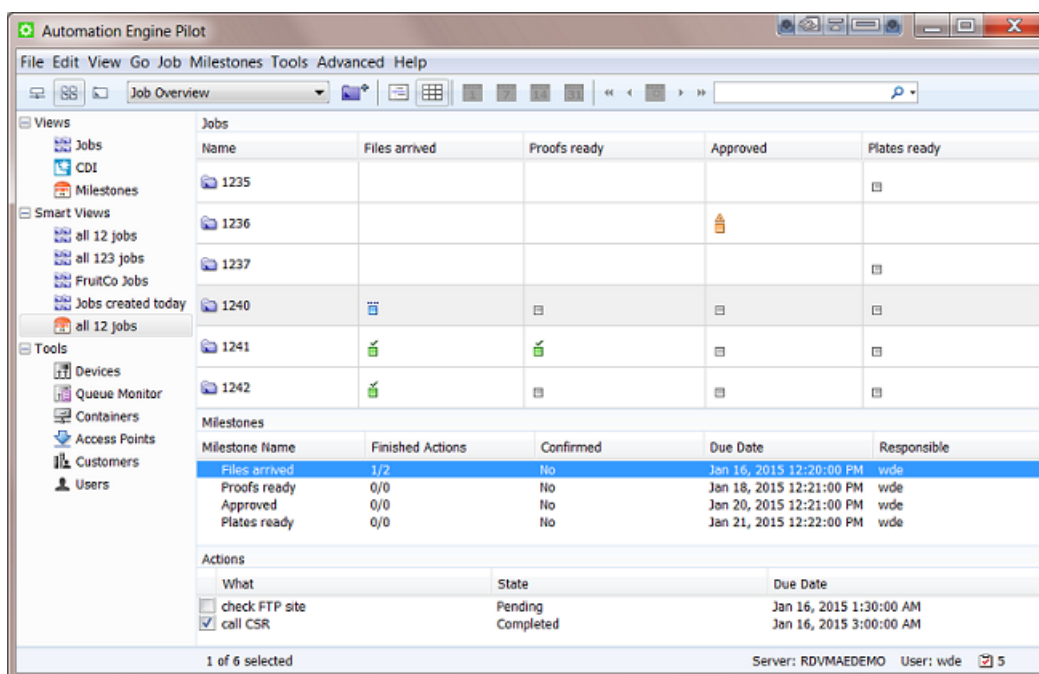 Automation Engine Pilot
File Edit View Go Job Milestones Tools Advanced Help
Job Overview
1 7 14 31
Views
Jobs
CDI
Milestones
Smart Views
all 12 jobs
all 123 jobs
FruitCo Jobs
Jobs created today
all 12 jobs
Tools
Devices
Queue Monitor
Containers
Access Points
Customers
Users
Jobs
Name Files arrived Proofs ready Approved Plates ready
1235
1236
1237
1240
1241
1242
Milestones
Milestone Name Finished Actions Confirmed Due Date Responsible
Files arrived 1/2 No Jan 16, 2015 12:20:00 PM wde
Proofs ready 0/0 No Jan 18, 2015 12:21:00 PM wde
Approved 0/0 No Jan 20, 2015 12:21:00 PM wde
Plates ready 0/0 No Jan 21, 2015 12:22:00 PM wde
Actions
What State Due Date
check FTP site Pending Jan 16, 2015 1:30:00 AM
call CSR Completed Jan 16, 2015 3:00:00 AM
1 of 6 selected Server: RDVMAEDEMO User: wde 5